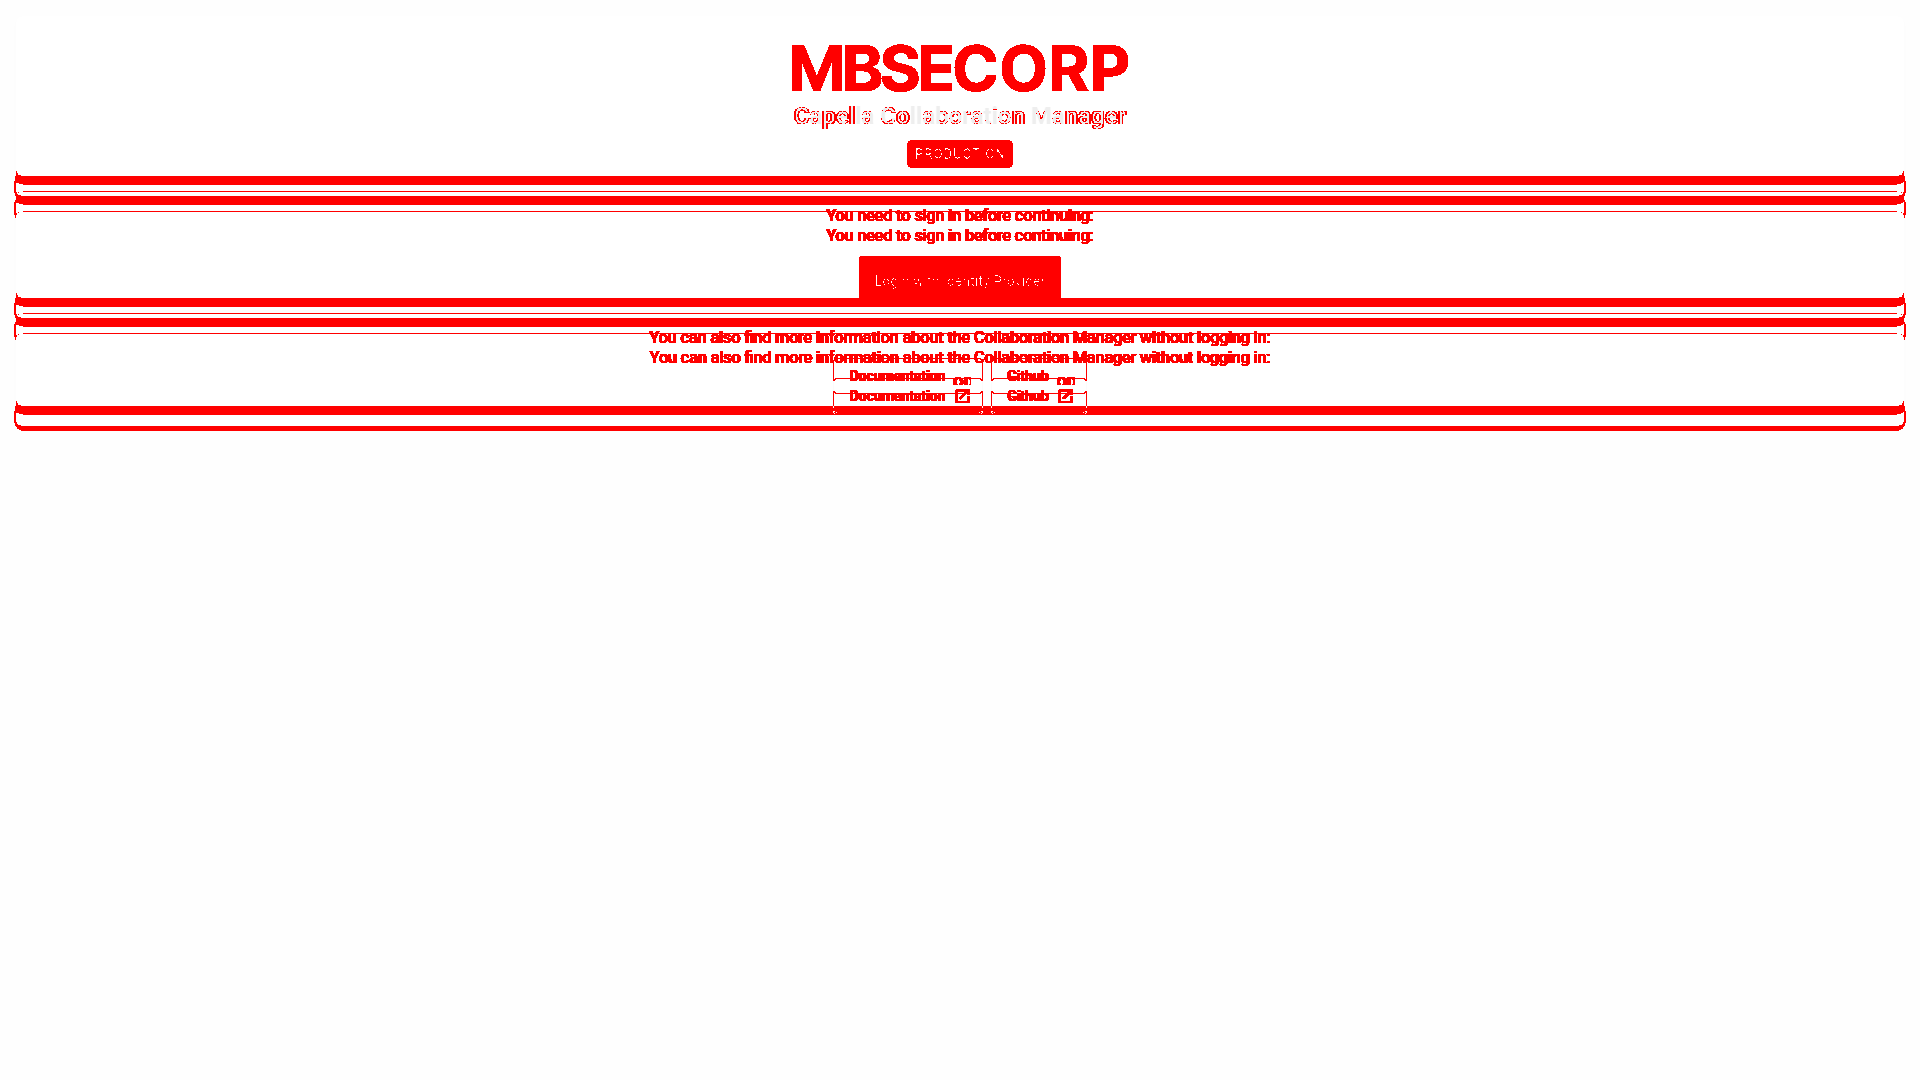 MBSECORP
Capella Collaboration Manager
PRODUCTION
You need to sign in before continuing:
You need to sign in before continuing:
Login with Identity Provider
You can also find more information about the Collaboration Manager without logging in:
You can also find more information about the Collaboration Manager without logging in:
Documentation Github
Documentation Github